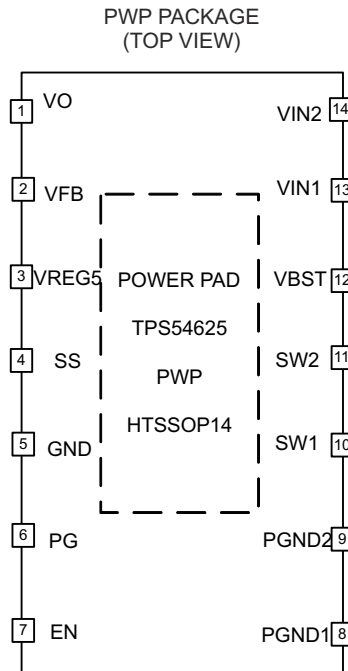 PWP PACKAGE
(TOP VIEW)
1 VO
VIN2 14
2 VFB
VIN1 13
3 VREG5
POWER PAD
VBST 12
TPS54625
4 SS
SW2 11
PWP
HTSSOP14
5 GND
SW1 10
6 PG
PGND2 9
7 EN
PGND1 8